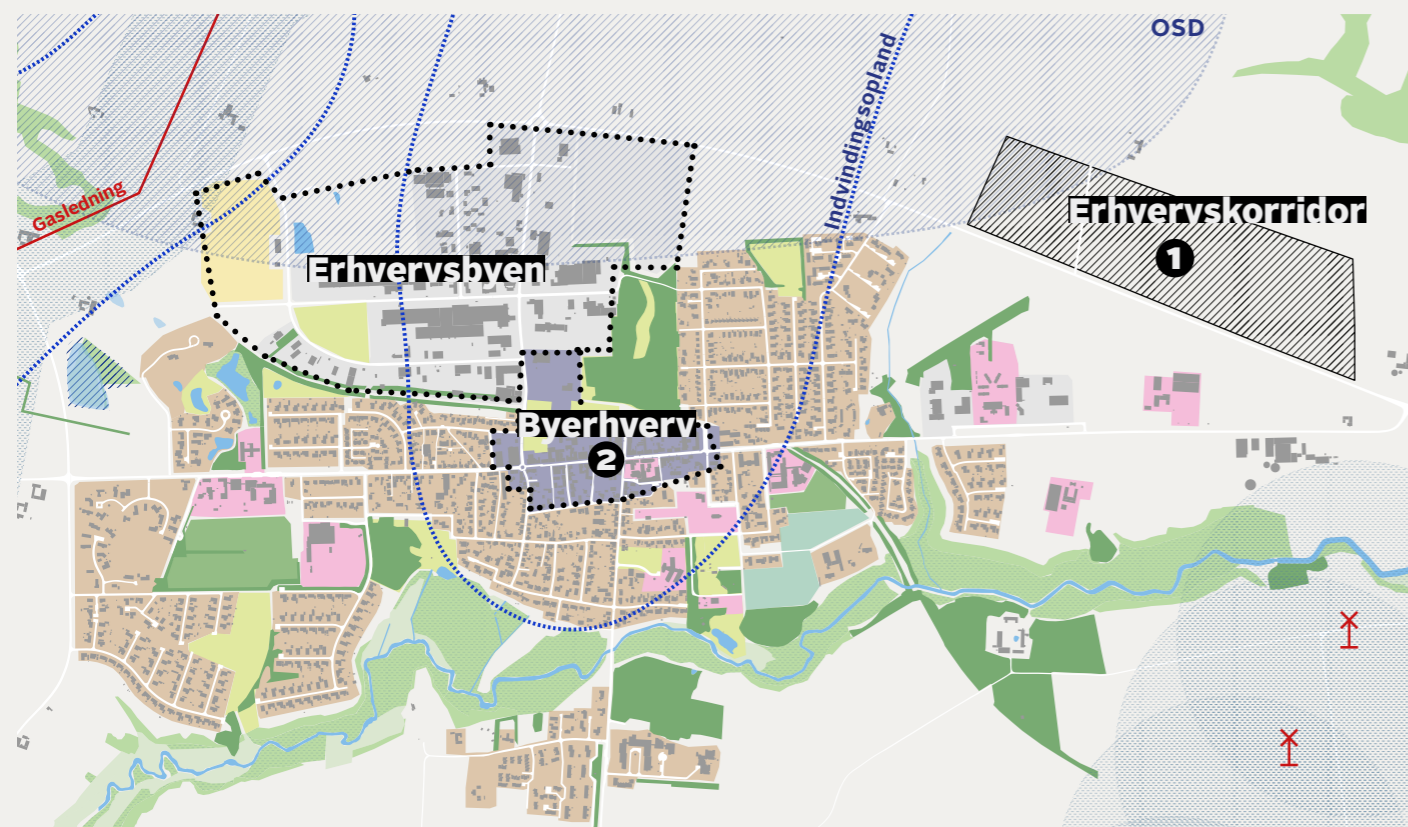 OSD
Indvindingsopland
Gasledning
Erhvervskorridor
1
Erhvervsbyen
Byerhverv
2